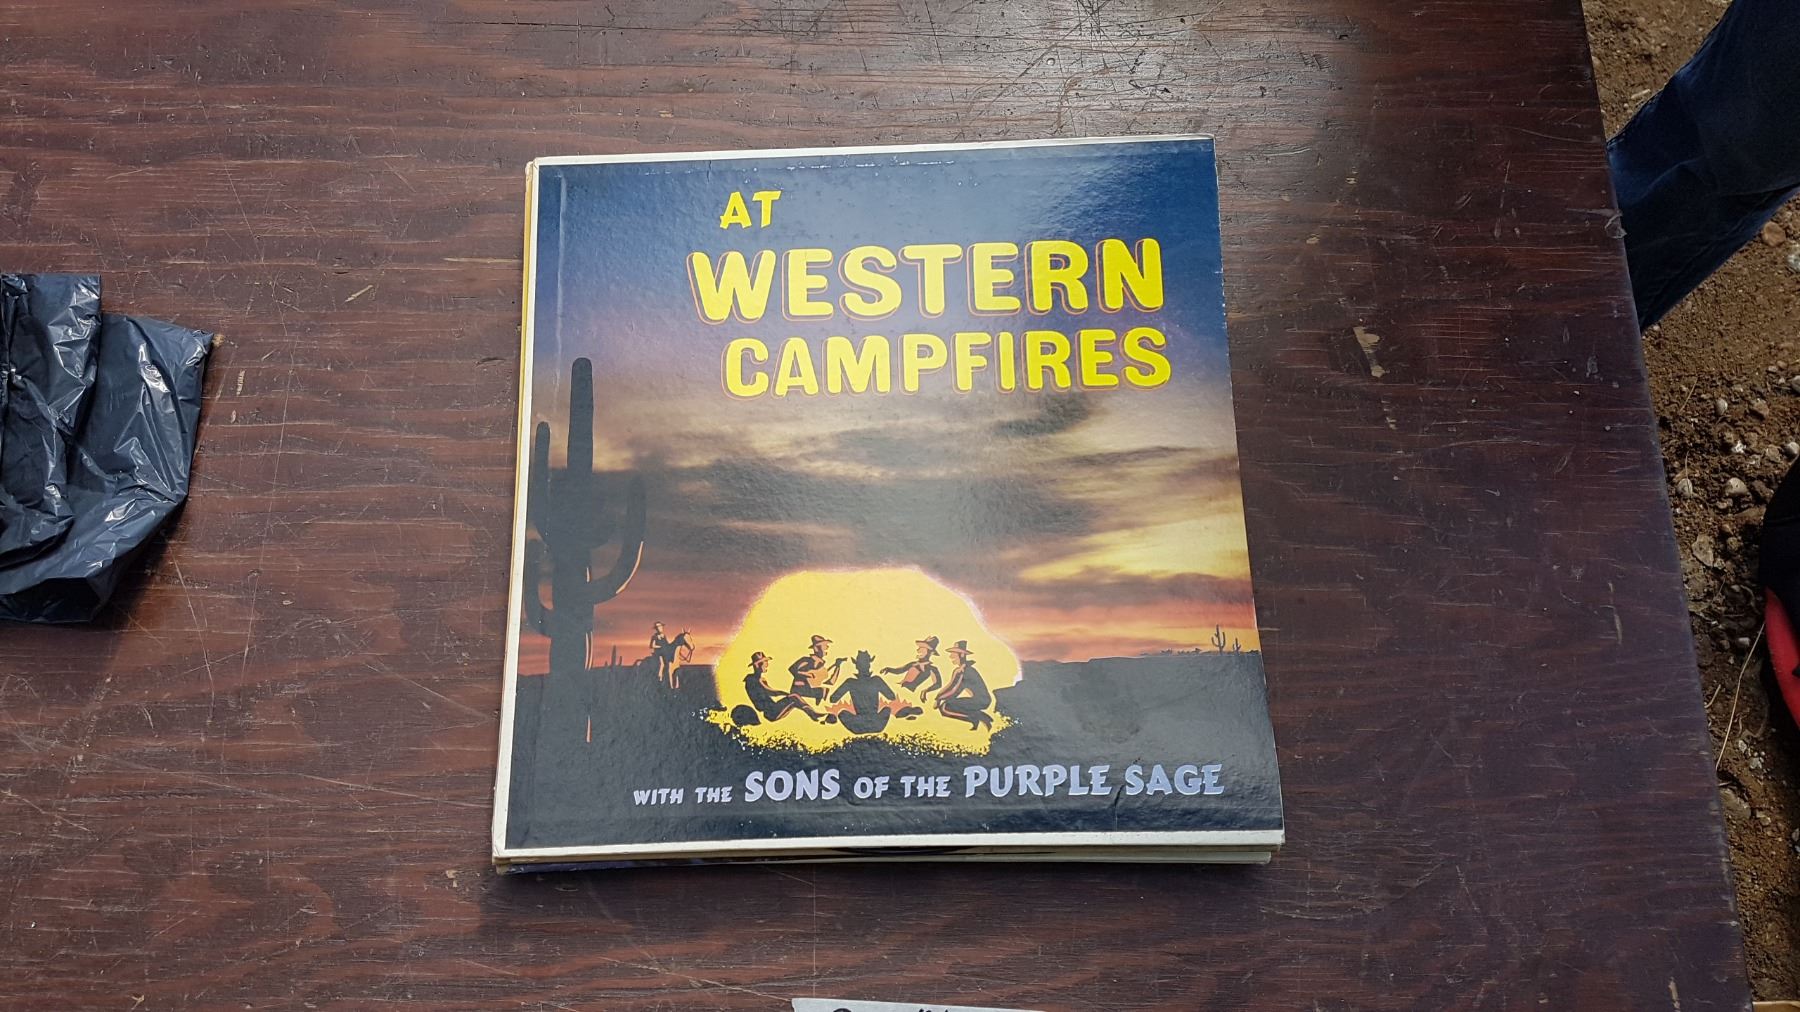 AT
WESTERN
CAMPFIRES
WITH THE SONS OF THE PURPLE SAGE